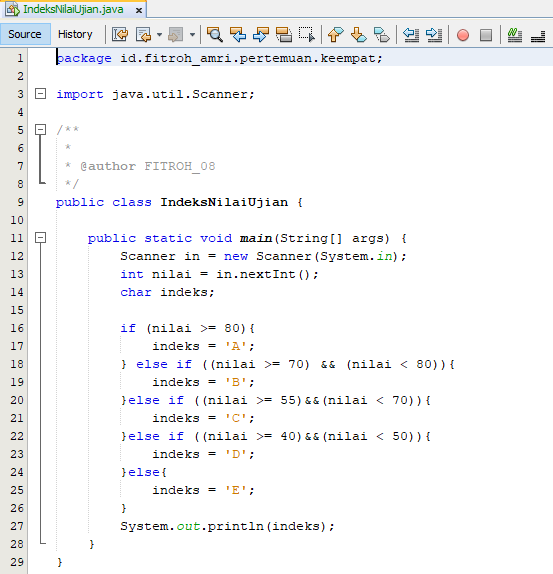 IndeksNilaiUjian.java x
Source History
1 package id.fitroh_amri.pertemuan.keempat;
2
3 import java.util.Scanner;
4
5 /**
6  *
7  * @author FITROH_08
8  */
9 public class IndeksNilaiUjian {
10
11     public static void main(String[] args) {
12         Scanner in = new Scanner(System.in);
13         int nilai = in.nextInt();
14         char indeks;
15
16         if (nilai >= 80){
17             indeks = 'A';
18         } else if ((nilai >= 70) && (nilai < 80)){
19             indeks = 'B';
20         }else if ((nilai >= 55)&&(nilai < 70)){
21             indeks = 'C';
22         }else if ((nilai >= 40)&&(nilai < 50)){
23             indeks = 'D';
24         }else{
25             indeks = 'E';
26         }
27         System.out.println(indeks);
28     }
29 }